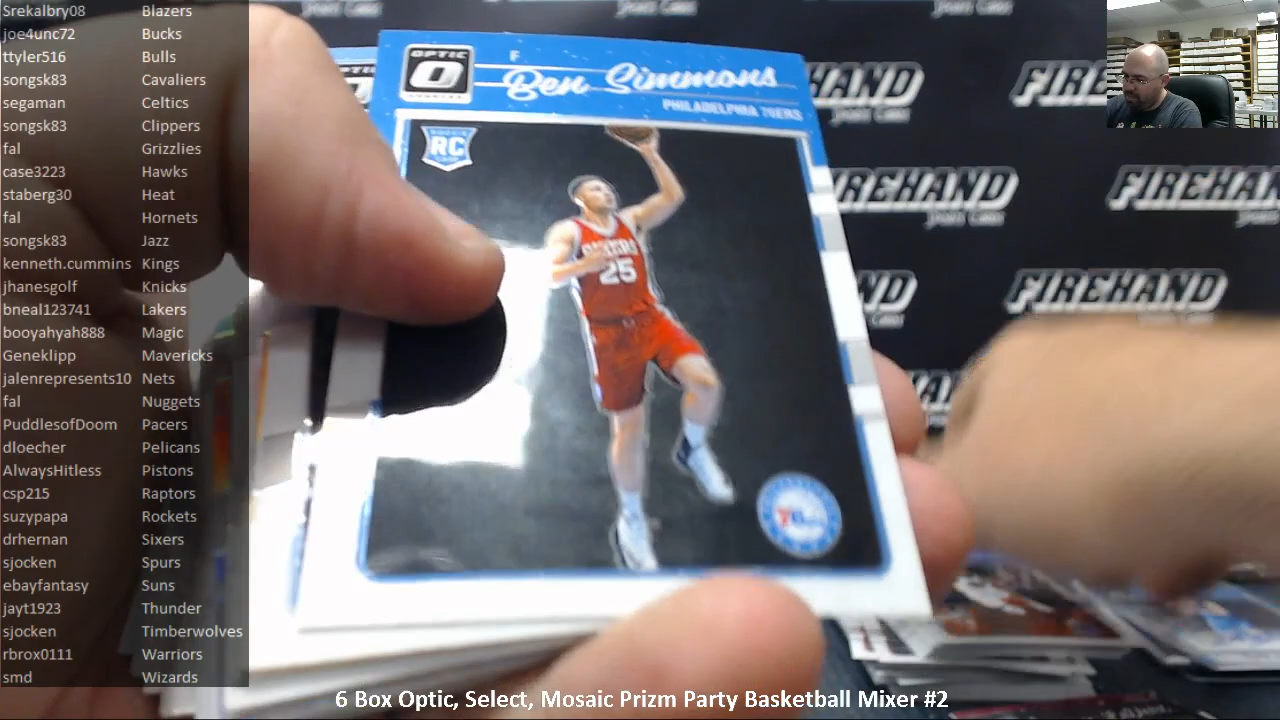 Srekalbry08 Blazers
joe4unc72 Bucks
ttyler516 Bulls
songsk83 Cavaliers
segaman Celtics
songsk83 Clippers
fal Grizzlies
case3223 Hawks
staberg30 Heat
fal Hornets
songsk83 Jazz
kenneth.cummins Kings
jhanesgolf Knicks
bneal123741 Lakers
booyahyah888 Magic
Geneklipp Mavericks
jalenrepresents10 Nets
fal Nuggets
PuddlesofDoom Pacers
dloecher Pelicans
AlwaysHitless Pistons
csp215 Raptors
suzypapa Rockets
drhernan Sixers
sjocken Spurs
ebayfantasy Suns
jayt1923 Thunder
sjocken Timberwolves
rbrox0111 Warriors
smd Wizards
OPTIC
F
Ben Simmons
PHILADELPHIA 76ERS
RC
SIXERS
25
FIREHAND
FIREHAND
FIREHAND
FIREHAND
6 Box Optic, Select, Mosaic Prizm Party Basketball Mixer #2